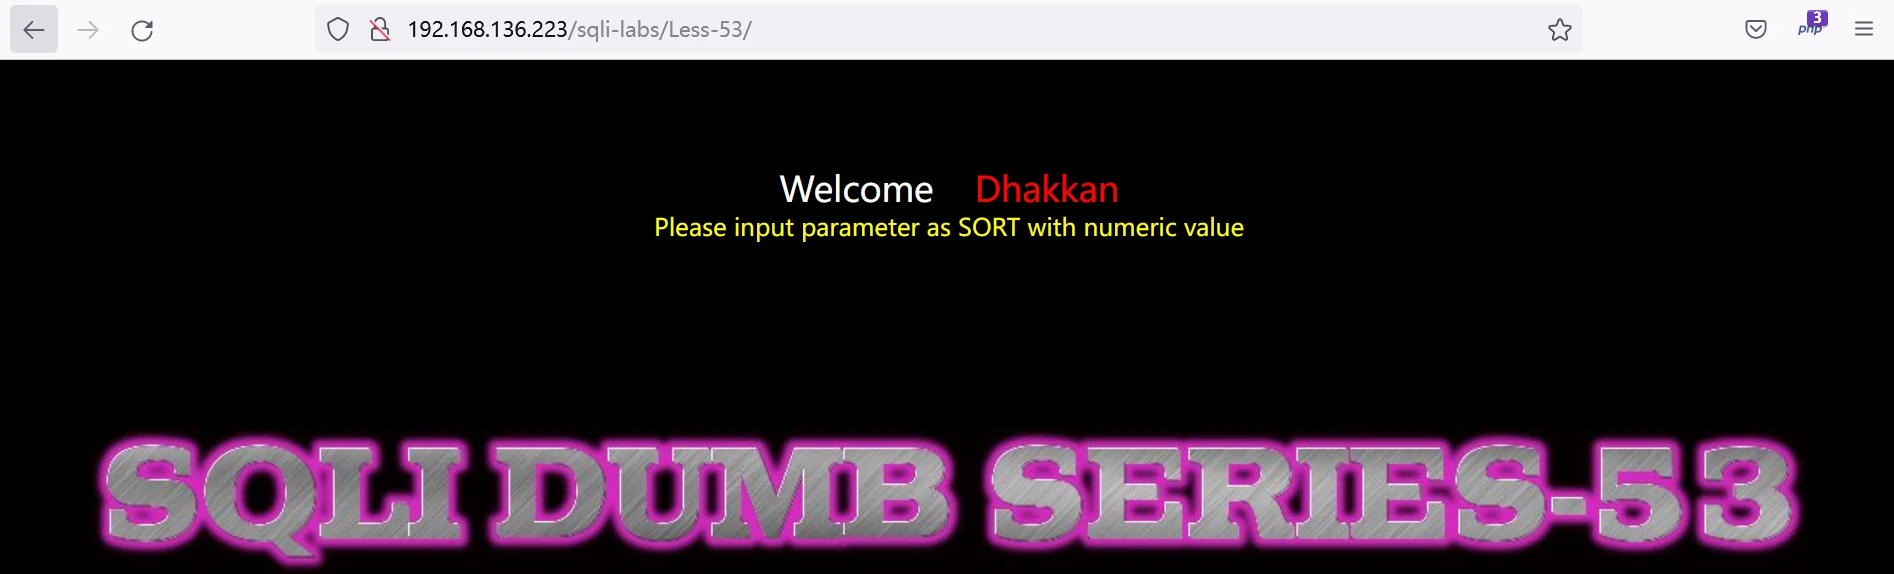 192.168.136.223/sqli-labs/Less-53/
3
php
Welcome Dhakkan
Please input parameter as SORT with numeric value
SQLI DUMB SERIES-53